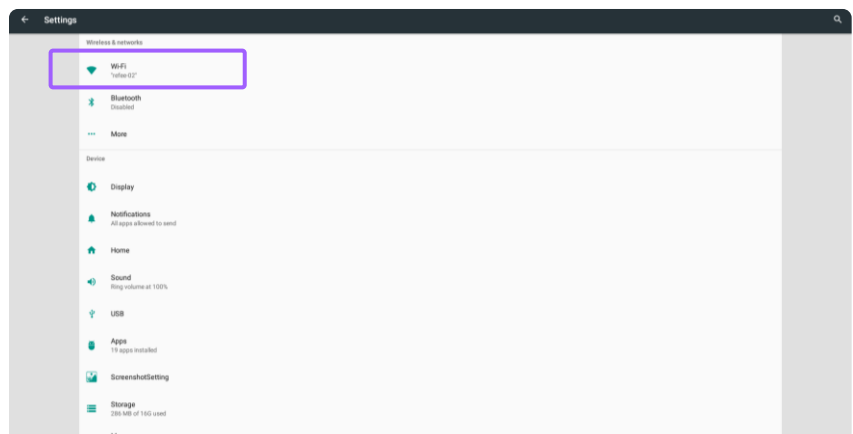 Settings
Wireless & networks
Wi-Fi
"refee 02"
Bluetooth
Disabled
More
Device
Display
Notifications
All apps allowed to send
Home
Sound
Ring volume at 100%
USB
Apps
19 apps installed
ScreenshotSetting
Storage
286 MB of 16G used